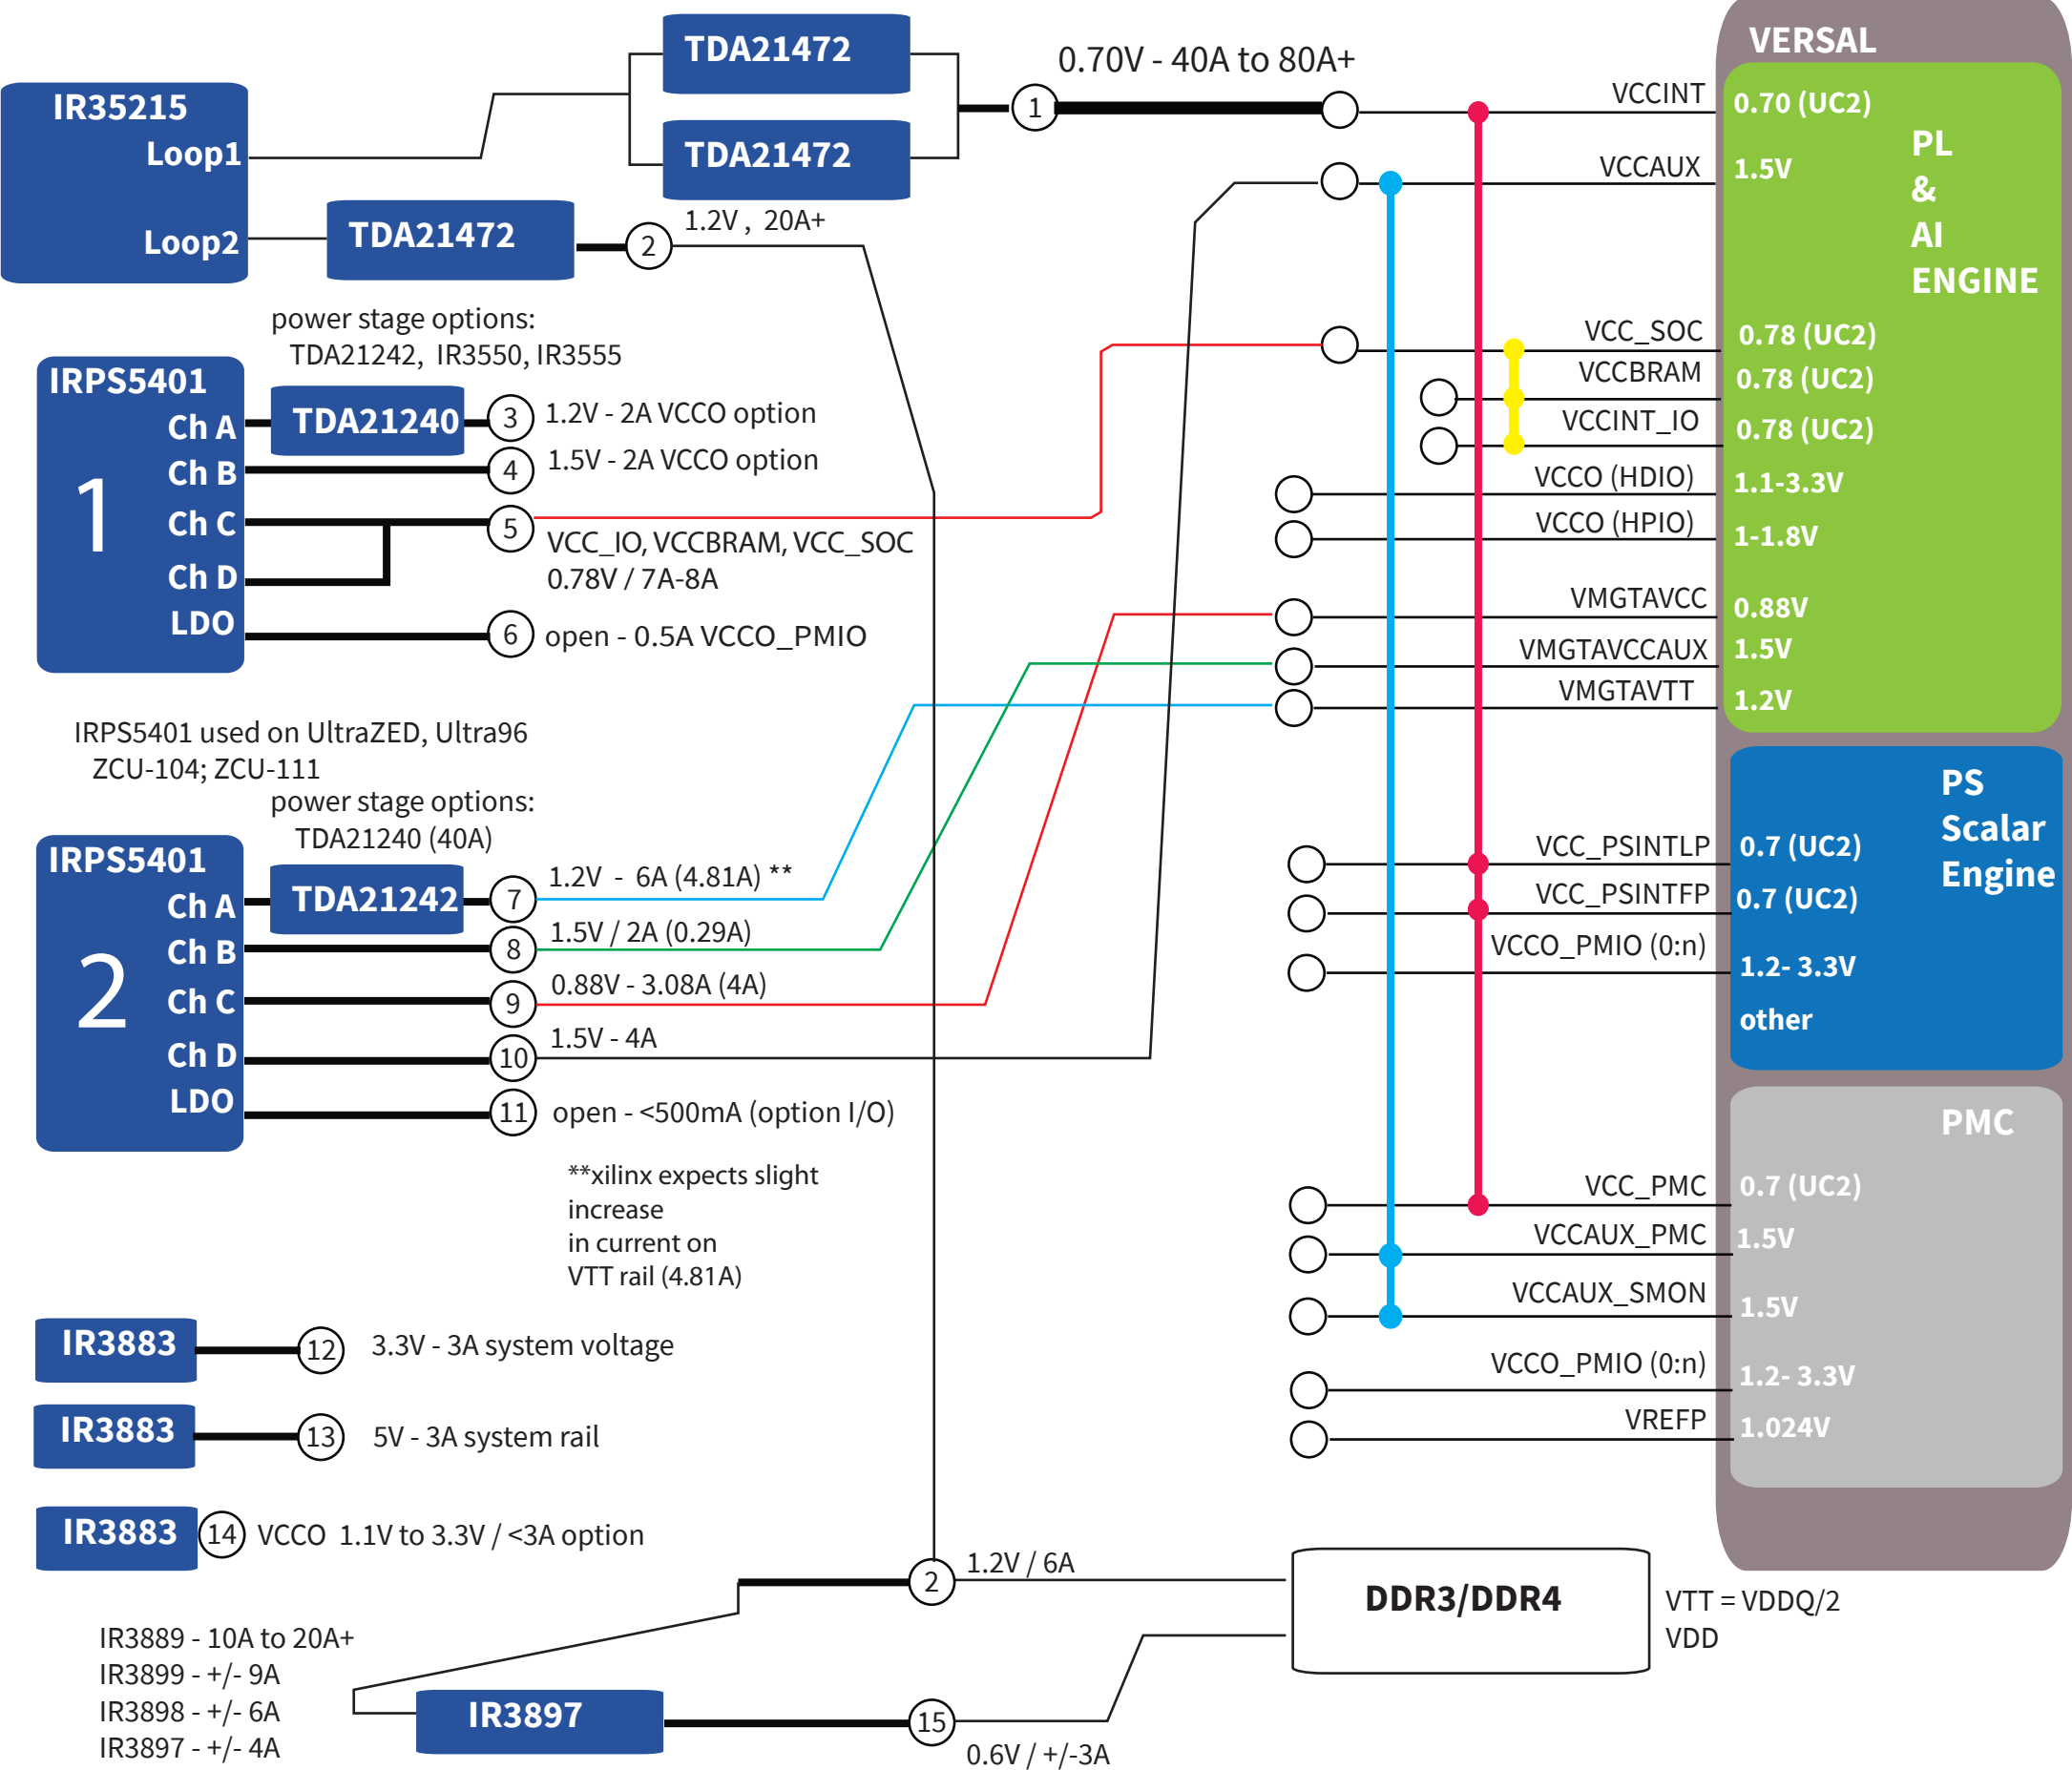 IR35215
Loop1
Loop2
TDA21472
TDA21472
TDA21472
0.70V - 40A to 80A+
1
1.2V , 20A+
2
power stage options:
TDA21242, IR3550, IR3555
IRPS5401
1
Ch A
Ch B
Ch C
Ch D
LDO
TDA21240
3
1.2V - 2A VCCO option
4
1.5V - 2A VCCO option
5
VCC_IO, VCCBRAM, VCC_SOC
0.78V / 7A-8A
6
open - 0.5A VCCO_PMIO
IRPS5401 used on UltraZED, Ultra96
ZCU-104; ZCU-111
power stage options:
TDA21240 (40A)
IRPS5401
2
Ch A
Ch B
Ch C
Ch D
LDO
TDA21242
7
1.2V - 6A (4.81A) **
8
1.5V / 2A (0.29A)
9
0.88V - 3.08A (4A)
10
1.5V - 4A
11
open - <500mA (option I/O)
**xilinx expects slight
increase
in current on
VTT rail (4.81A)
IR3883
12
3.3V - 3A system voltage
IR3883
13
5V - 3A system rail
IR3883
14
VCCO 1.1V to 3.3V / <3A option
IR3889 - 10A to 20A+
IR3899 - +/- 9A
IR3898 - +/- 6A
IR3897 - +/- 4A
IR3897
2
1.2V / 6A
15
0.6V / +/-3A
DDR3/DDR4
VTT = VDDQ/2
VDD
VERSAL
PL
&
AI
ENGINE
VCCINT
0.70 (UC2)
VCCAUX
1.5V
VCC_SOC
0.78 (UC2)
VCCBRAM
0.78 (UC2)
VCCINT_IO
0.78 (UC2)
VCCO (HDIO)
1.1-3.3V
VCCO (HPIO)
1-1.8V
VMGTAVCC
0.88V
VMGTAVCCAUX
1.5V
VMGTAVTT
1.2V
PS
Scalar
Engine
VCC_PSINTLP
0.7 (UC2)
VCC_PSINTFP
0.7 (UC2)
VCCO_PMIO (0:n)
1.2- 3.3V
other
PMC
VCC_PMC
0.7 (UC2)
VCCAUX_PMC
1.5V
VCCAUX_SMON
1.5V
VCCO_PMIO (0:n)
1.2- 3.3V
VREFP
1.024V